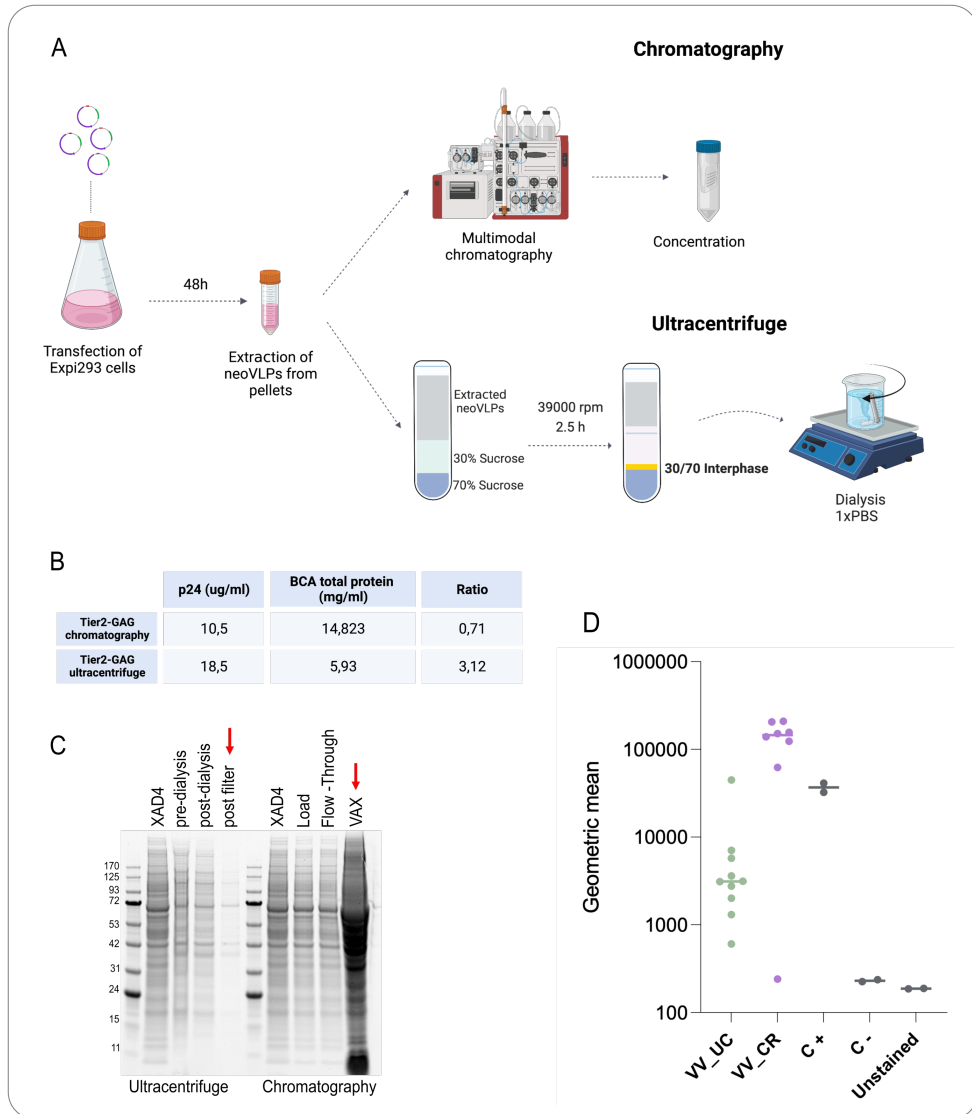 A
Chromatography
Multimodal
chromatography
Concentration
48h
Transfection of
Expi293 cells
Extraction of
neoVLPs from
pellets
Ultracentrifuge
Extracted
neoVLPs
30% Sucrose
70% Sucrose
39000 rpm
2.5 h
30/70 Interphase
Dialysis
1xPBS
B
p24 (ug/ml)
BCA total protein
(mg/ml)
Ratio
Tier2-GAG
chromatography
10,5
14,823
0,71
Tier2-GAG
ultracentrifuge
18,5
5,93
3,12
C
XAD4
pre-dialysis
post-dialysis
post filter
XAD4
Load
Flow -Through
VAX
170
125
93
72
53
42
31
24
15
11
Ultracentrifuge
Chromatography
D
Geometric mean
1000000
100000
10000
1000
100
VV_UC
VV_CR
C +
C -
Unstained